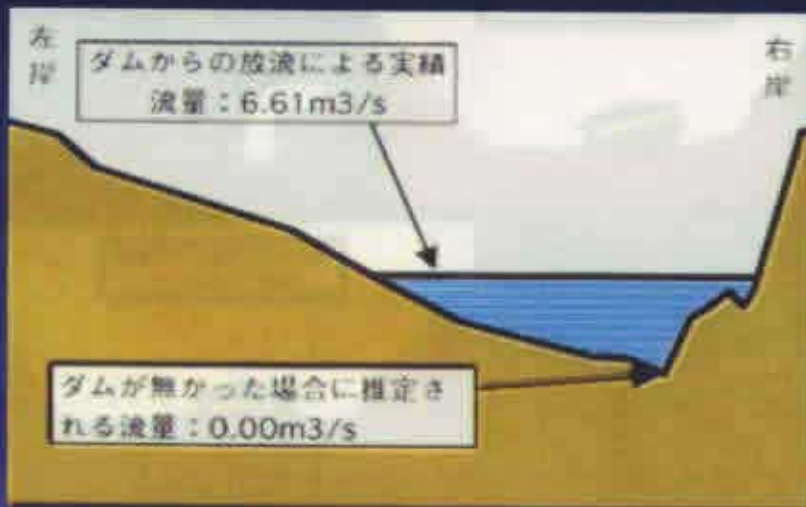 左岸
ダムからの放流による実績
流量：6.61m3/s
右岸
ダムが無かった場合に推定さ
れる流量：0.00m3/s